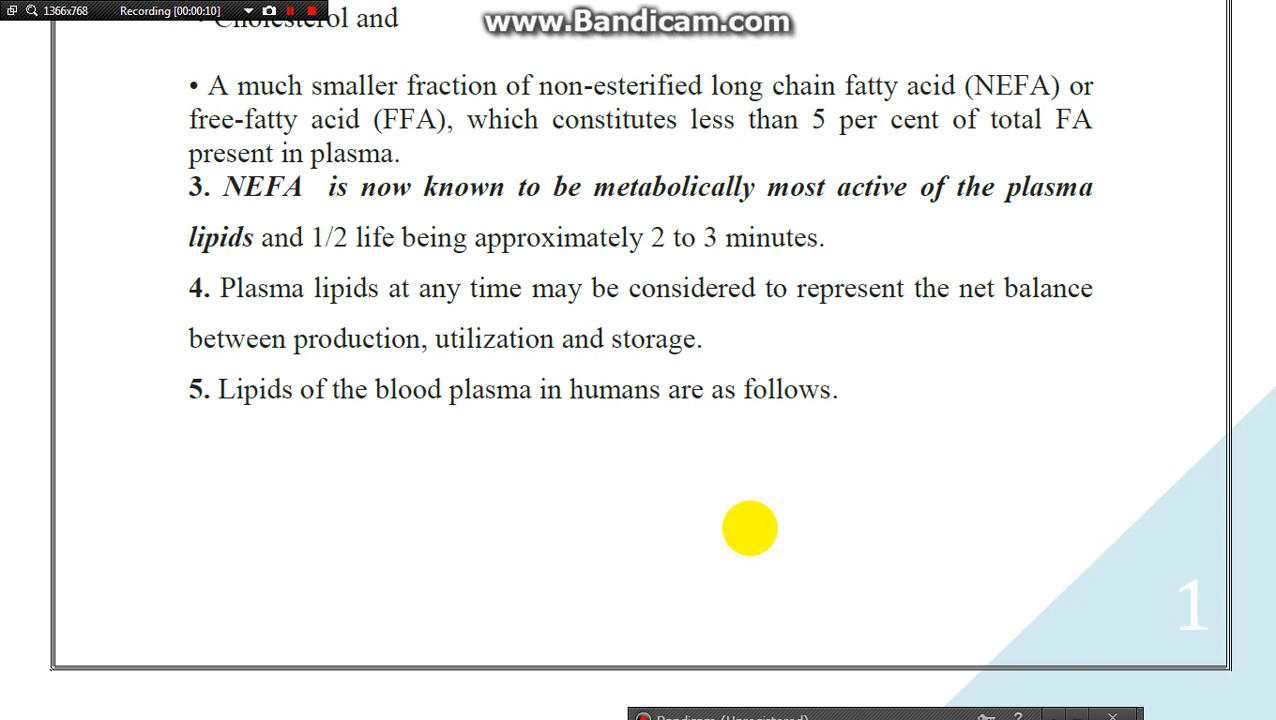 1366x768 Recording [00:00:10]
www.Bandicam.com
• Cholesterol and
• A much smaller fraction of non-esterified long chain fatty acid (NEFA) or
free-fatty acid (FFA), which constitutes less than 5 per cent of total FA
present in plasma.
3. NEFA is now known to be metabolically most active of the plasma
lipids and 1/2 life being approximately 2 to 3 minutes.
4. Plasma lipids at any time may be considered to represent the net balance
between production, utilization and storage.
5. Lipids of the blood plasma in humans are as follows.
1
Bandicam (Unregistered)